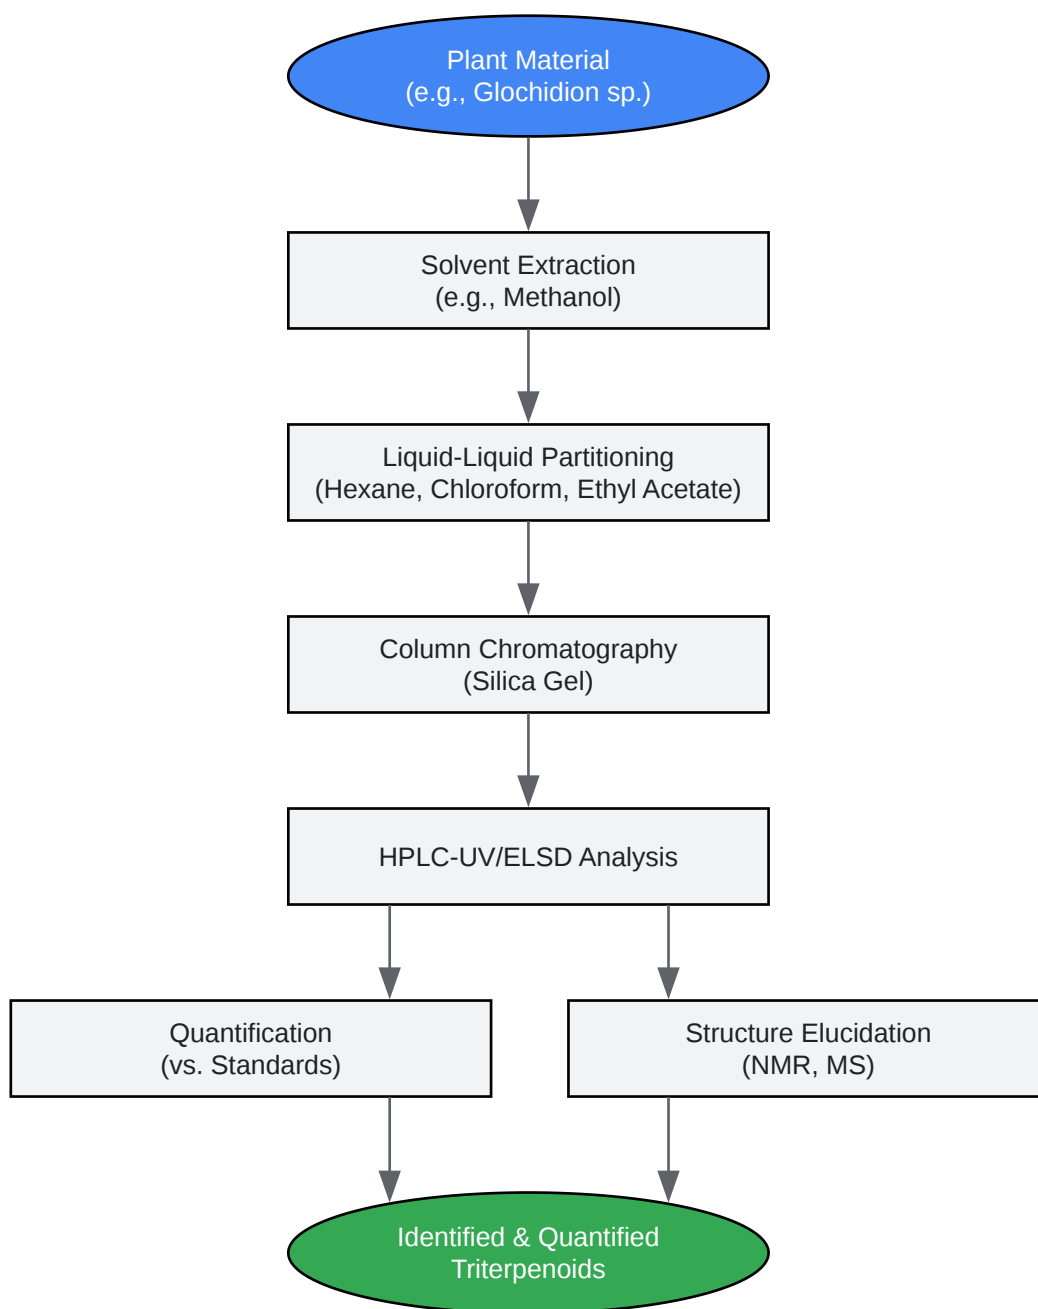 Plant Material
(e.g., Glochidion sp.)
Solvent Extraction
(e.g., Methanol)
Liquid-Liquid Partitioning
(Hexane, Chloroform, Ethyl Acetate)
Column Chromatography
(Silica Gel)
HPLC-UV/ELSD Analysis
Quantification
(vs. Standards)
Structure Elucidation
(NMR, MS)
Identified & Quantified
Triterpenoids